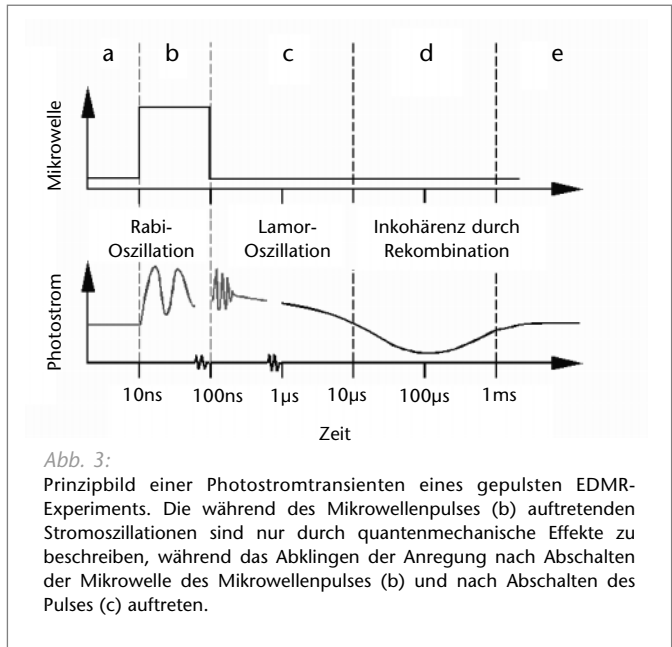 a b c d e
Mikrowelle
Rabi-
Oszillation
Lamor-
Oszillation
Inkohärenz durch
Rekombination
Photostrom
10ns 100ns 1µs 10µs 100µs 1ms
Zeit
Abb. 3:
Prinzipbild einer Photostromtransienten eines gepulsten EDMR-
Experiments. Die während des Mikrowellenpulses (b) auftretenden
Stromoszillationen sind nur durch quantenmechanische Effekte zu
beschreiben, während das Abklingen der Anregung nach Abschalten
der Mikrowelle des Mikrowellenpulses (b) und nach Abschalten des
Pulses (c) auftreten.